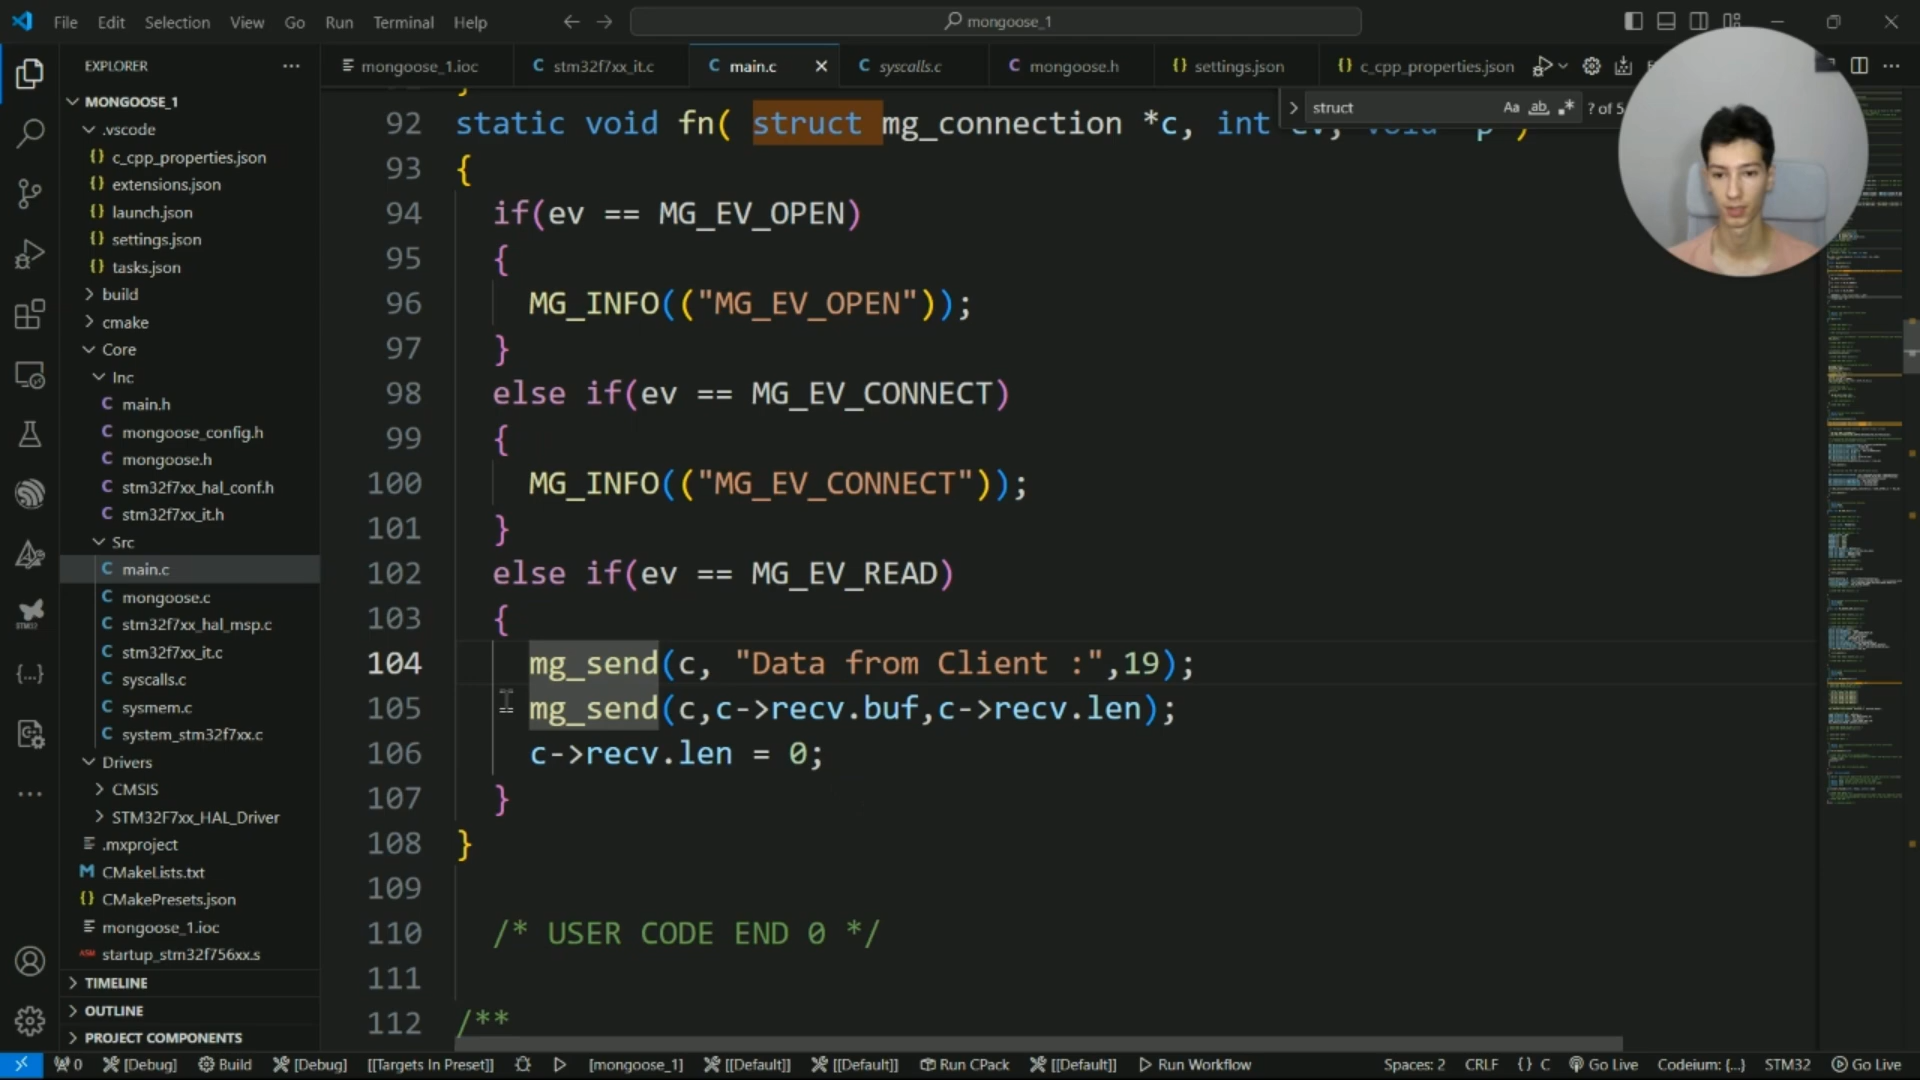 File Edit Selection View Go Run Terminal Help
mongoose_1
EXPLORER
mongoose_1.ioc
stm32f7xx_it.c
main.c
syscalls.c
mongoose.h
settings.json
c_cpp_properties.json
struct
Aa ab
? of 5
MONGOOSE_1
.vscode
c_cpp_properties.json
extensions.json
launch.json
settings.json
tasks.json
build
cmake
Core
Inc
main.h
mongoose_config.h
mongoose.h
stm32f7xx_hal_conf.h
stm32f7xx_it.h
Src
main.c
mongoose.c
stm32f7xx_hal_msp.c
stm32f7xx_it.c
syscalls.c
sysmem.c
system_stm32f7xx.c
Drivers
CMSIS
STM32F7xx_HAL_Driver
.mxproject
CMakeLists.txt
CMakePresets.json
mongoose_1.ioc
startup_stm32f756xx.s
TIMELINE
OUTLINE
PROJECT COMPONENTS
92 static void fn( struct mg_connection *c, int
93 {
94 if(ev == MG_EV_OPEN)
95 {
96 MG_INFO(("MG_EV_OPEN"));
97 }
98 else if(ev == MG_EV_CONNECT)
99 {
100 MG_INFO(("MG_EV_CONNECT"));
101 }
102 else if(ev == MG_EV_READ)
103 {
104 mg_send(c, "Data from Client :",19);
105 mg_send(c,c->recv.buf,c->recv.len);
106 c->recv.len = 0;
107 }
108 }
109
110 /* USER CODE END 0 */
111
112 /**
0 [Debug] Build [Debug] [[Targets In Preset]] [mongoose_1] [[Default]] [[Default]] Run CPack [[Default]] Run Workflow Spaces: 2 CRLF {} C Go Live Codeium: {...} STM32 Go Live